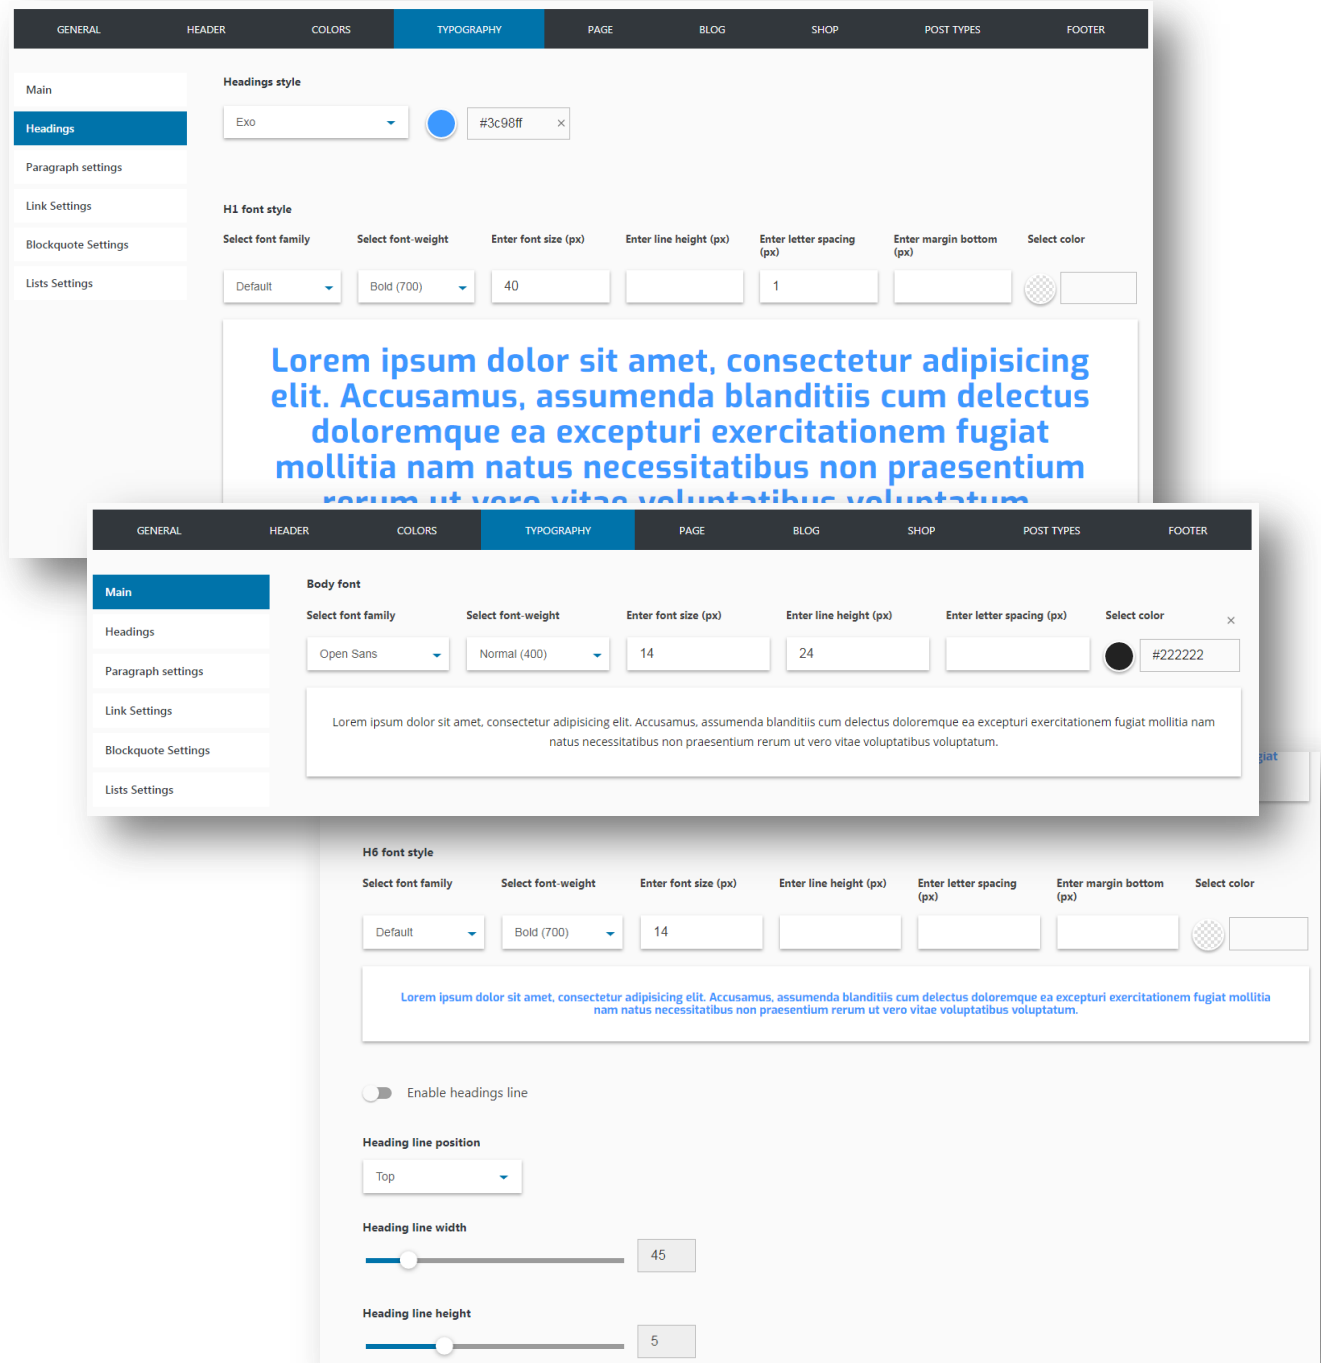 GENERAL HEADER COLORS TYPOGRAPHY PAGE BLOG SHOP POST TYPES FOOTER
Main
Headings
Paragraph settings
Link Settings
Blockquote Settings
Lists Settings
Headings style
Exo #3c98ff ×
H1 font style
Select font family Select font-weight Enter font size (px) Enter line height (px) Enter letter spacing (px) Enter margin bottom (px) Select color
Default Bold (700) 40 1
Lorem ipsum dolor sit amet, consectetur adipisicing
elit. Accusamus, assumenda blanditiis cum delectus
doloremque ea excepturi exercitationem fugiat
mollitia nam natus necessitatibus non praesentium
rerum ut vero vitae voluptatibus voluptatum.
GENERAL HEADER COLORS TYPOGRAPHY PAGE BLOG SHOP POST TYPES FOOTER
Main
Headings
Paragraph settings
Link Settings
Blockquote Settings
Lists Settings
Body font
Select font family Select font-weight Enter font size (px) Enter line height (px) Enter letter spacing (px) Select color ×
Open Sans Normal (400) 14 24 #222222
Lorem ipsum dolor sit amet, consectetur adipisicing elit. Accusamus, assumenda blanditiis cum delectus doloremque ea excepturi exercitationem fugiat mollitia nam
natus necessitatibus non praesentium rerum ut vero vitae voluptatibus voluptatum.
giat
H6 font style
Select font family Select font-weight Enter font size (px) Enter line height (px) Enter letter spacing (px) Enter margin bottom (px) Select color
Default Bold (700) 14
Lorem ipsum dolor sit amet, consectetur adipisicing elit. Accusamus, assumenda blanditiis cum delectus doloremque ea excepturi exercitationem fugiat mollitia
nam natus necessitatibus non praesentium rerum ut vero vitae voluptatibus voluptatum.
Enable headings line
Heading line position
Top
Heading line width
45
Heading line height
5